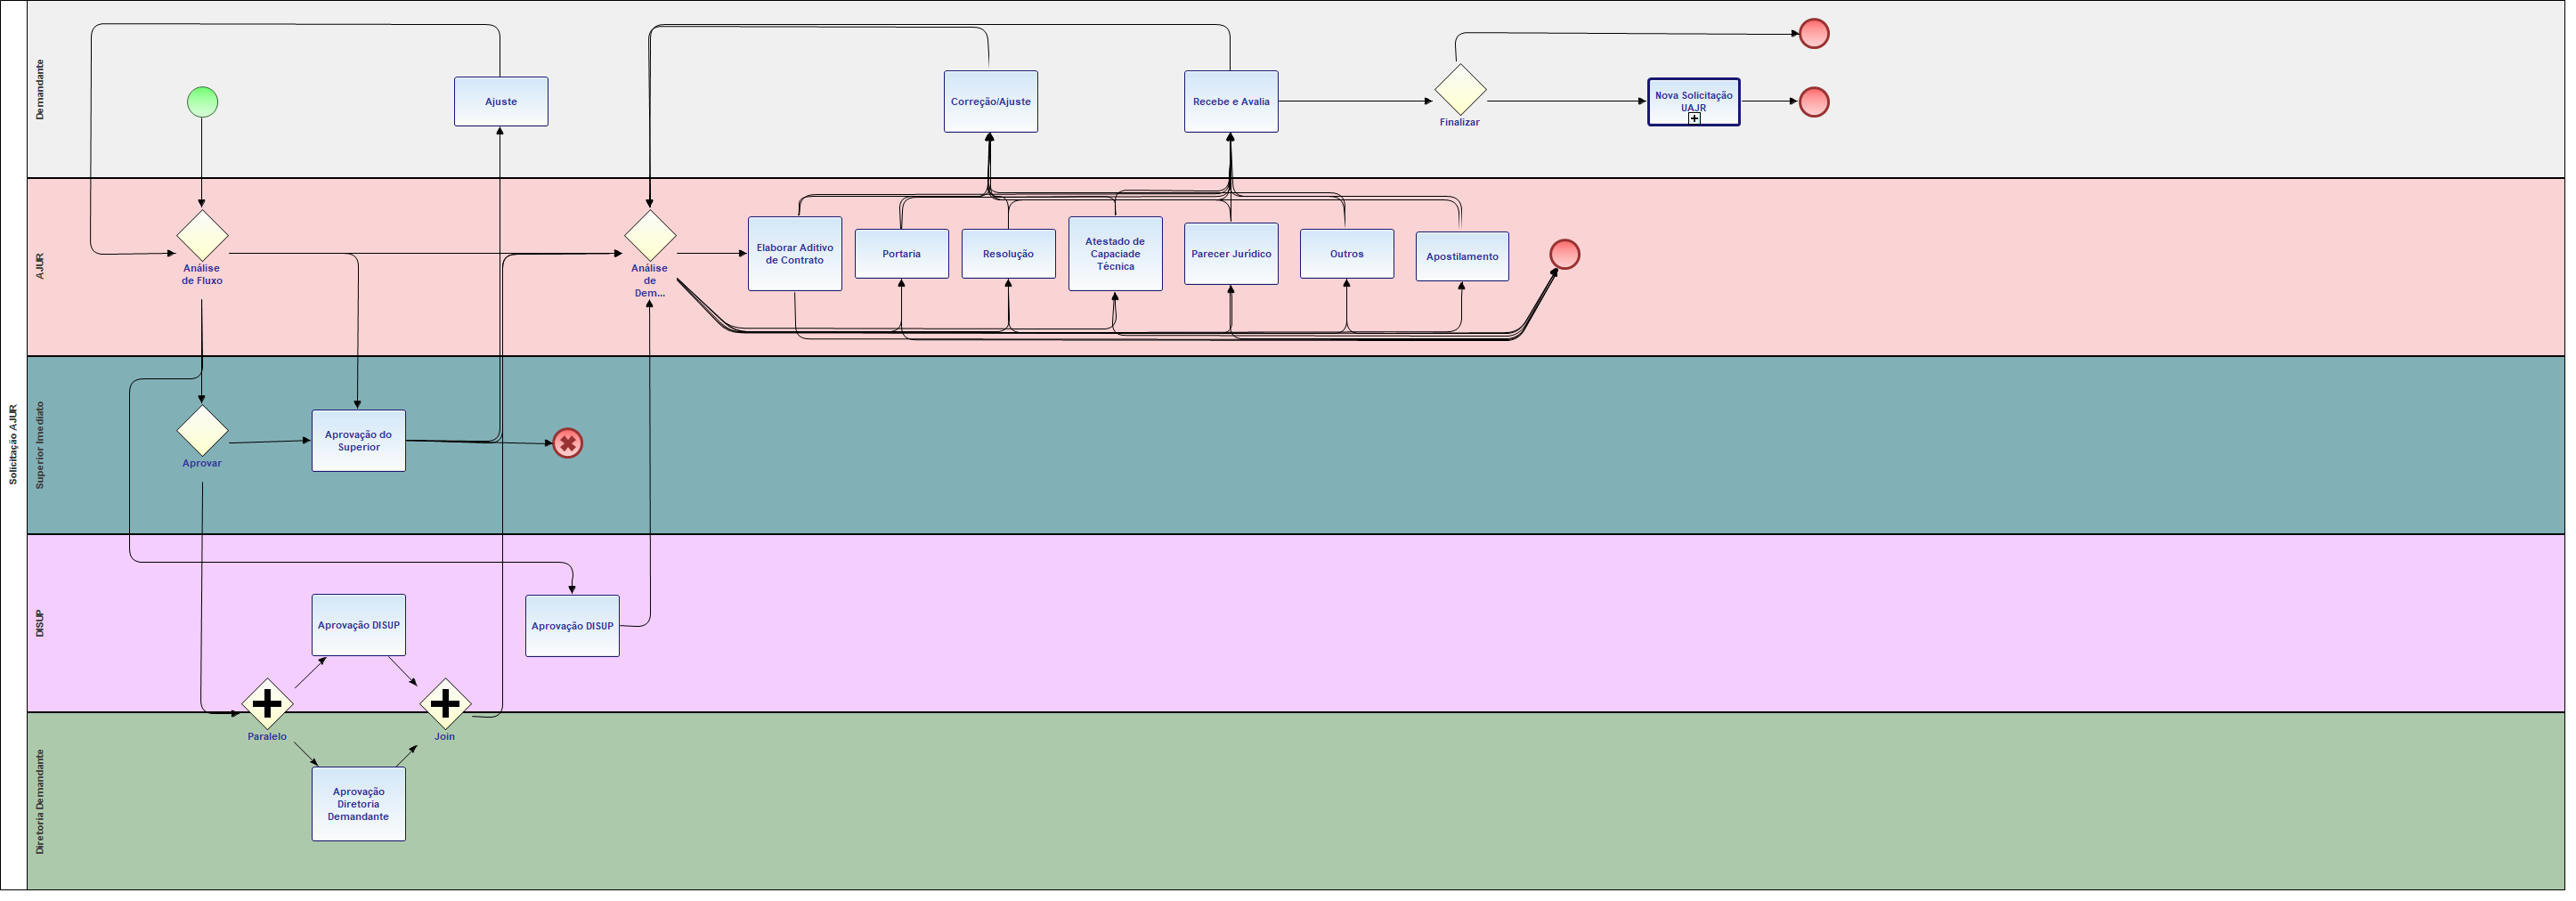 Solicitação AJUR
Demandante
Ajuste
Correção/Ajuste
Recebe e Avalia
Finalizar
Nova Solicitação
UAJR
AJUR
Análise
de Fluxo
Análise
de
Dem...
Elaborar Aditivo
de Contrato
Portaria
Resolução
Atestado de
Capaciade
Técnica
Parecer Jurídico
Outros
Apostilamento
Superior Imediato
Aprovar
Aprovação do
Superior
DISUP
Aprovação DISUP
Aprovação DISUP
Paralelo
Join
Diretoria Demandante
Aprovação
Diretoria
Demandante